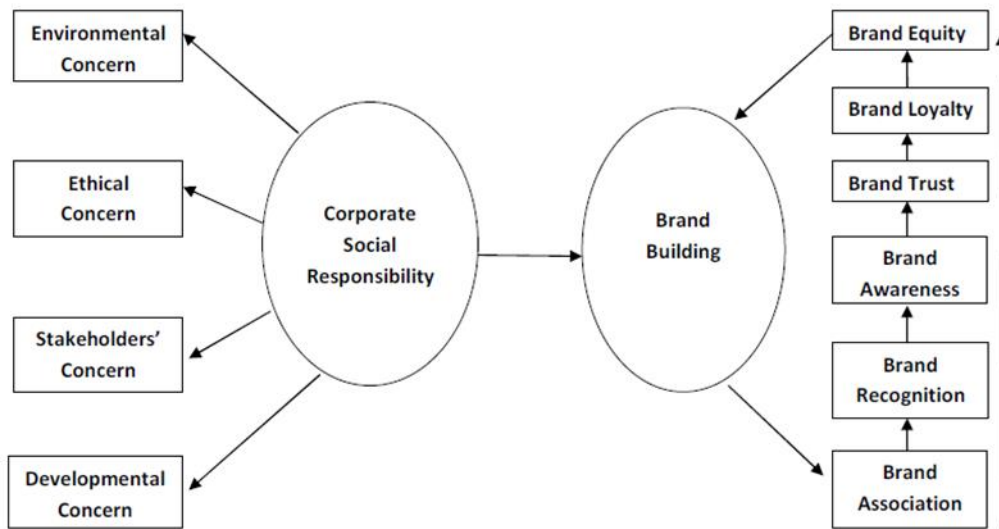 Environmental
Concern
Ethical
Concern
Stakeholders’
Concern
Developmental
Concern
Corporate
Social
Responsibility
Brand
Building
Brand Equity
Brand Loyalty
Brand Trust
Brand
Awareness
Brand
Recognition
Brand
Association